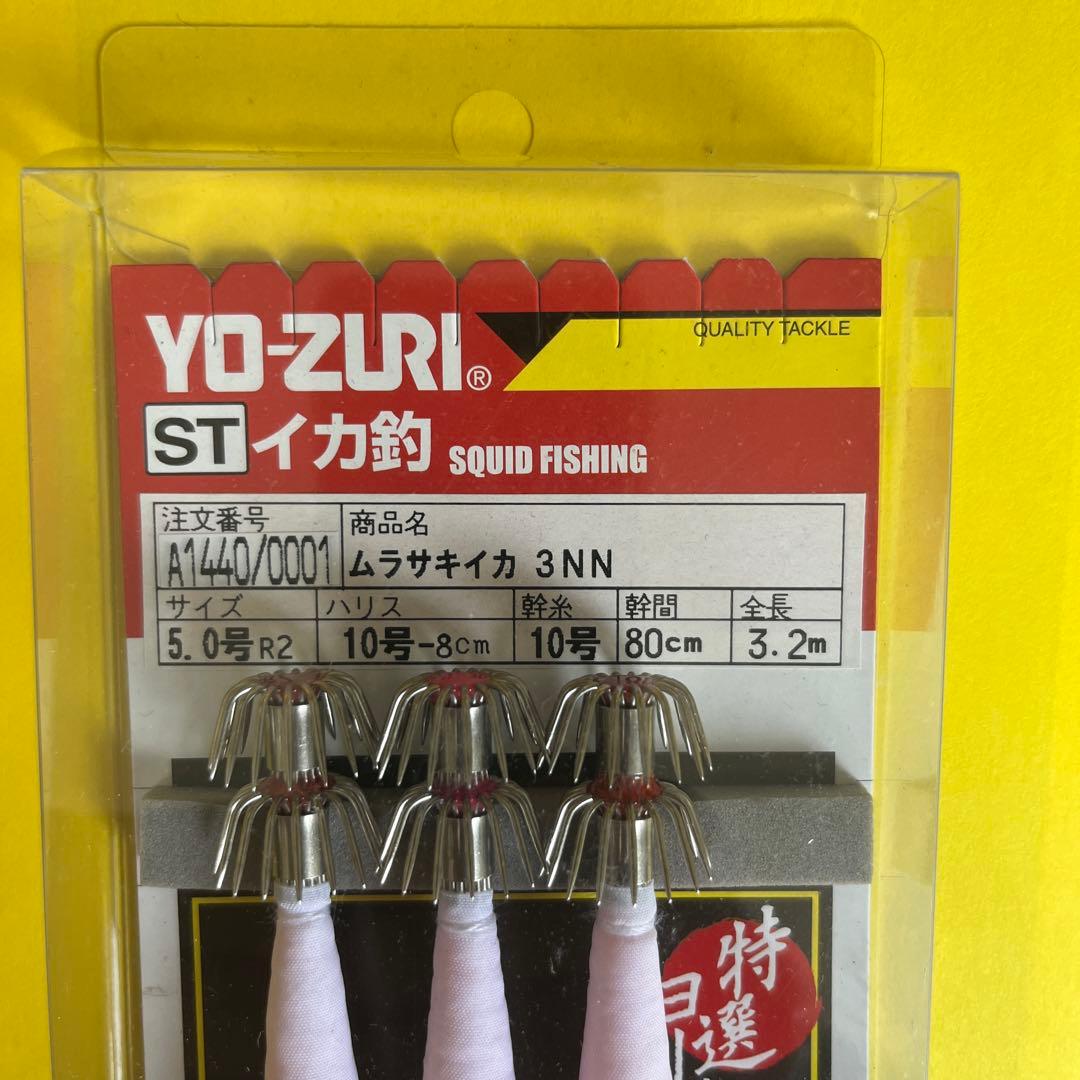 YO-ZURI®
QUALITY TACKLE
STイカ釣 SQUID FISHING
注文番号 商品名
A1440/0001 ムラサキイカ 3NN
サイズ ハリス 幹糸 幹間 全長
5.0号R2 10号-8cm 10号 80cm 3.2m
特選